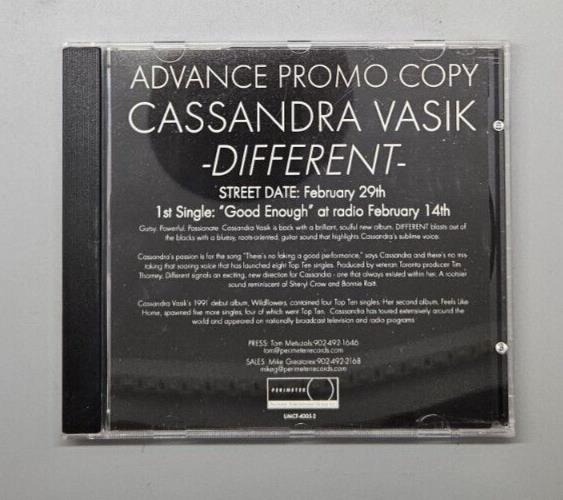 ADVANCE PROMO COPY
CASSANDRA VASIK
-DIFFERENT-
STREET DATE: February 29th
1st Single: "Good Enough" at radio February 14th
Gutsy. Powerful. Passionate. Cassandra Vasik is back with a brilliant, soulful new album. DIFFERENT blasts out of
the blocks with a bluesy, roots-oriented, guitar sound that highlights Cassandra's sublime voice.
Cassandra's passion is for the song "There's no faking a good performance," says Cassandra and there's no mis-
taking that soaring voice that has launched eight Top Ten singles. Produced by veteran Toronto producer Tim
Thorney, Different signals an exciting, new direction for Cassandra - one that always existed within her. A rootsier
sound reminiscent of Sheryl Crow and Bonnie Raitt.
Cassandra Vasik's 1991 debut album, Wildflowers, contained four Top Ten singles. Her second album, Feels Like
Home, spawned five more singles, four of which were Top Ten. Cassandra has toured extensively around the
world and appeared on nationally broadcast television and radio programs
PRESS: Tom 902-492-1646
tom@perimeterrecords.com
SALES: Mike Greatorex 902-492-2168
mikeg@perimeterrecords.com
PERIMETER
UMCT-4005-2